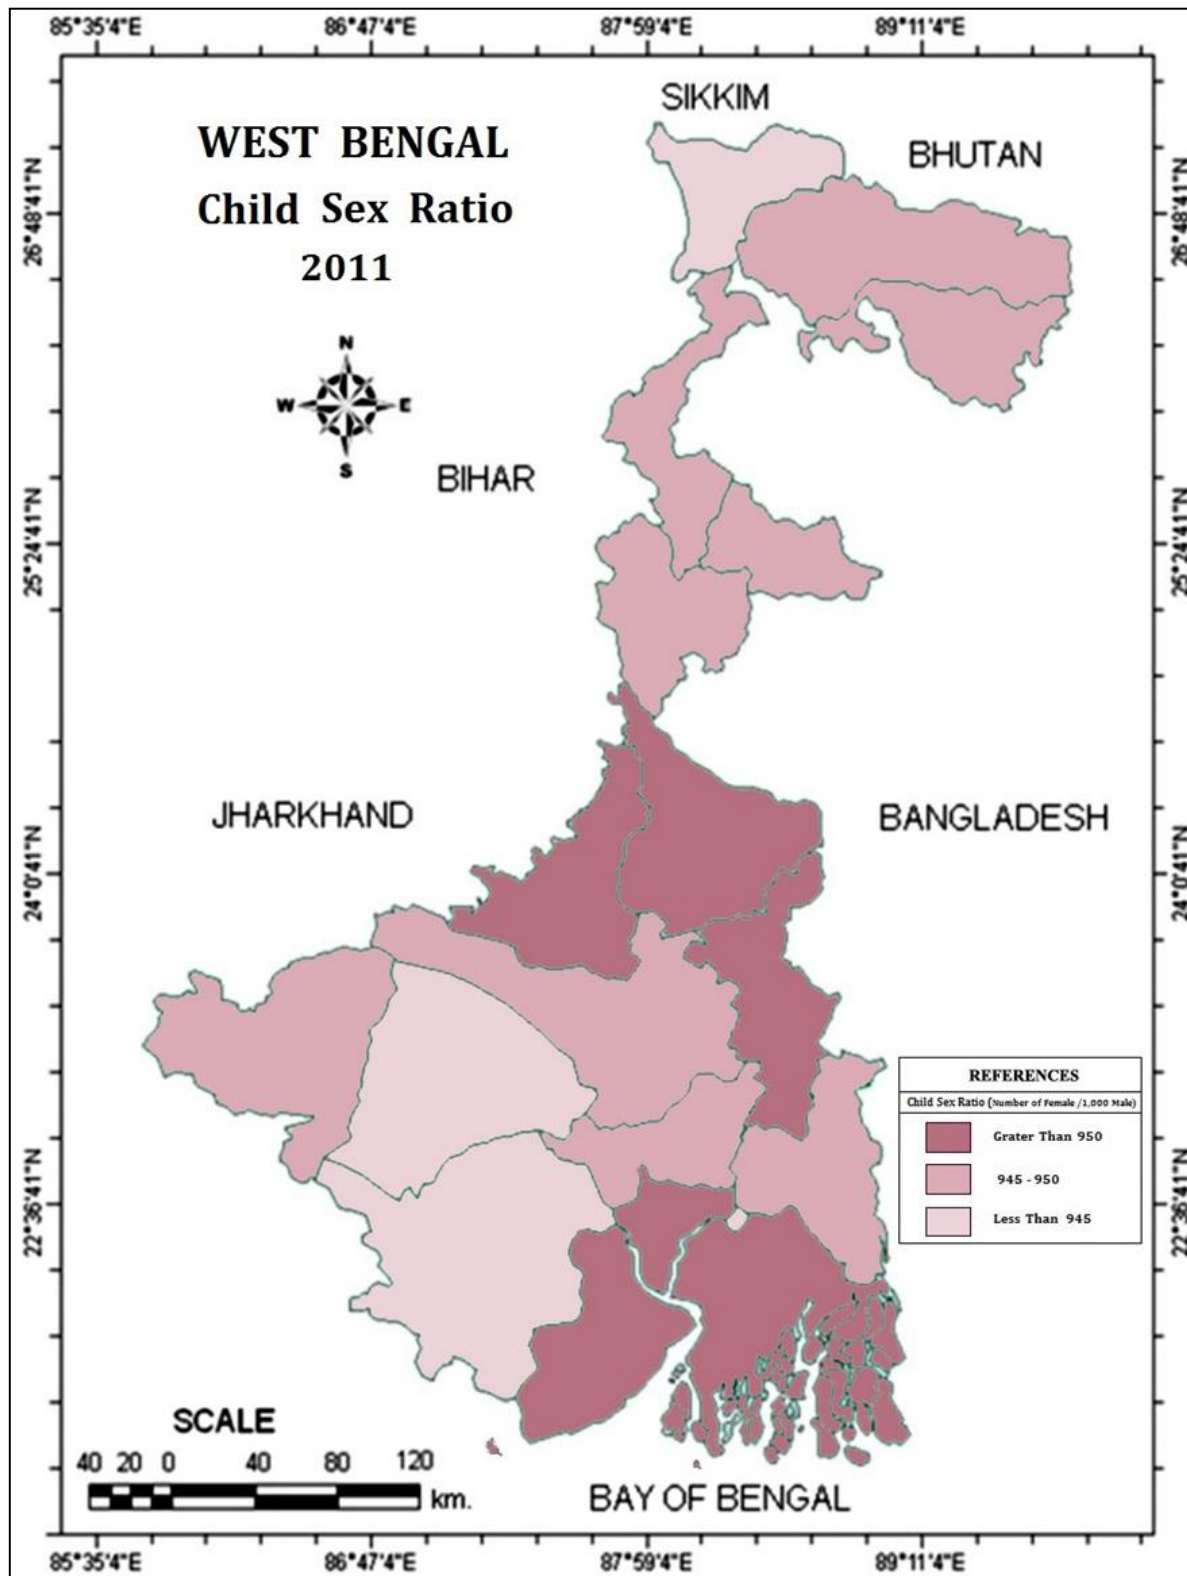 85°35'4"E 86°47'4"E 87°59'4"E 89°11'4"E
SIKKIM
WEST BENGAL
BHUTAN
Child Sex Ratio
2011
26°48'41"N 26°48'41"N
N
W E
S
BIHAR
25°24'41"N 25°24'41"N
JHARKHAND
BANGLADESH
24°0'41"N 24°0'41"N
REFERENCES
Child Sex Ratio (Number of Female /1,000 Male)
Grater Than 950
945 - 950
Less Than 945
22°36'41"N 22°36'41"N
SCALE
40 20 0 40 80 120
km.
BAY OF BENGAL
85°35'4"E 86°47'4"E 87°59'4"E 89°11'4"E